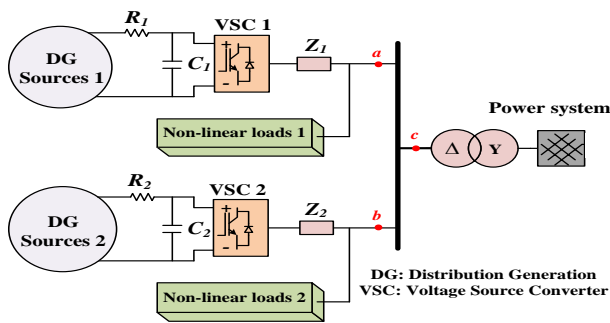 R1
VSC 1
DG
Sources 1
C1
+
-
Z1
a
Non-linear loads 1
Power system
c
Δ
Y
R2
VSC 2
DG
Sources 2
C2
+
-
Z2
b
Non-linear loads 2
DG: Distribution Generation
VSC: Voltage Source Converter